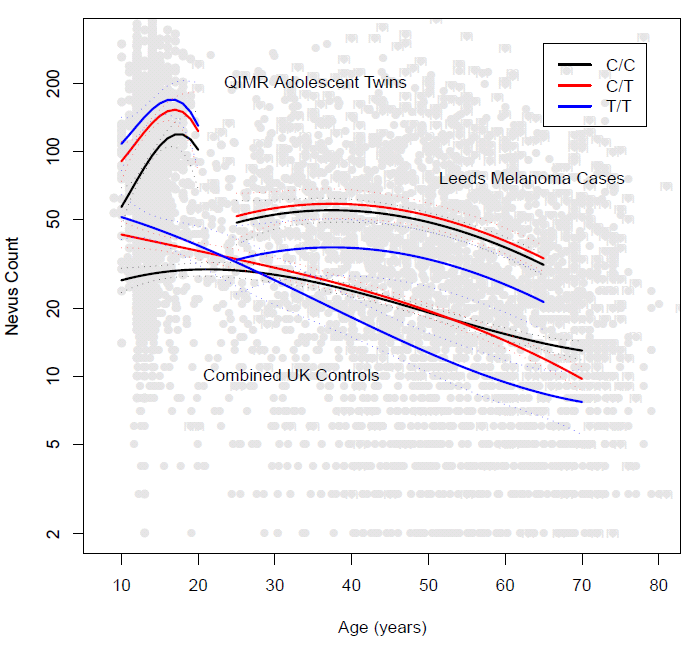 QIMR Adolescent Twins
C/C
C/T
T/T
Leeds Melanoma Cases
Combined UK Controls
Nevus Count
200
100
50
20
10
5
2
10 20 30 40 50 60 70 80
Age (years)